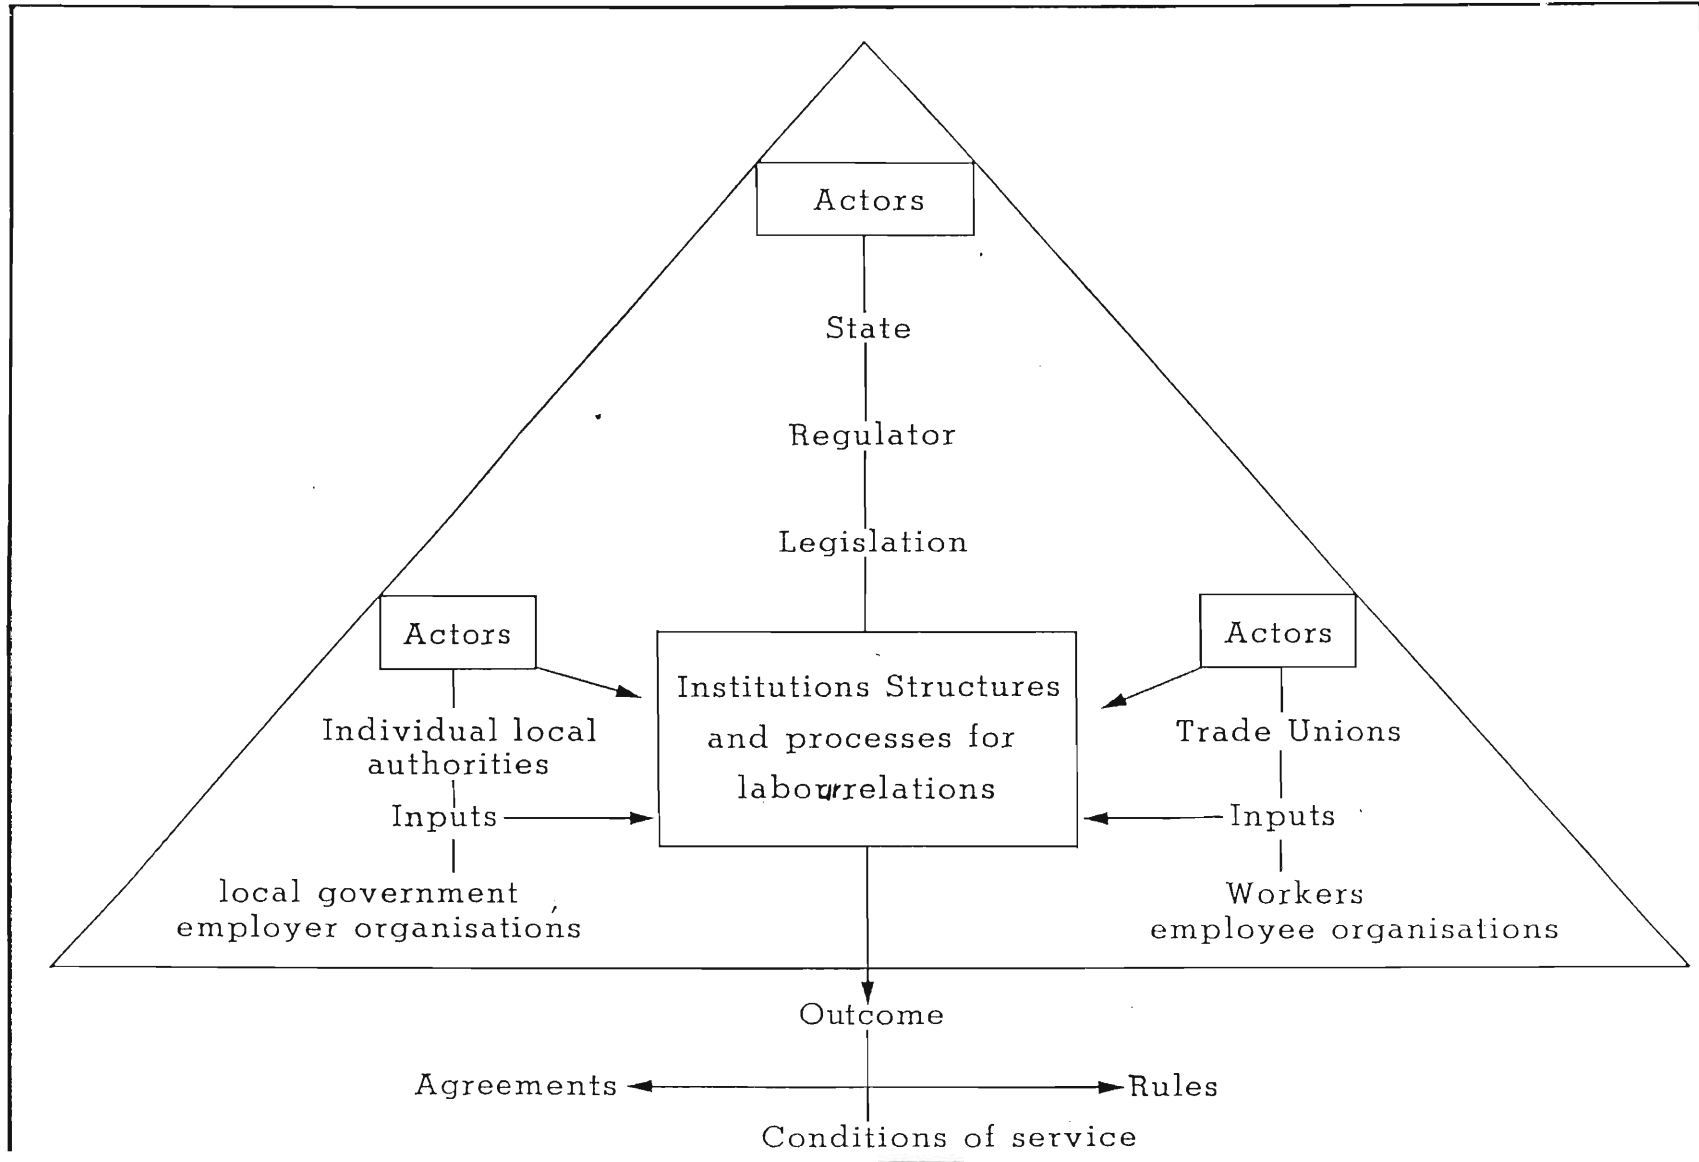 Actors
State
Regulator
Legislation
Actors
Individual local
authorities
Inputs
local government
employer organisations
Institutions Structures
and processes for
labourrelations
Actors
Trade Unions
Inputs
Workers
employee organisations
Outcome
Agreements
Rules
Conditions of service